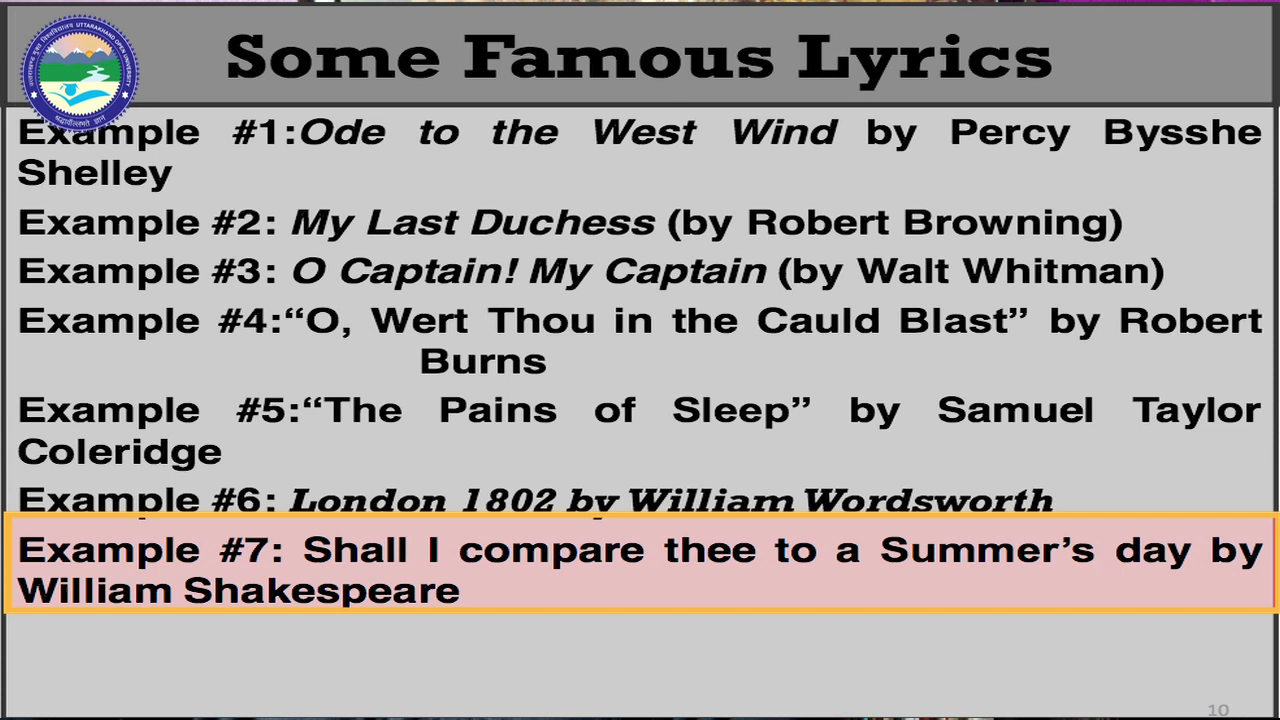 Some Famous Lyrics
UTTARAKHAND OPEN UNIVERSITY
Example #1:Ode to the West Wind by Percy Bysshe
Shelley
Example #2: My Last Duchess (by Robert Browning)
Example #3: O Captain! My Captain (by Walt Whitman)
Example #4:“O, Wert Thou in the Cauld Blast” by Robert
Burns
Example #5:“The Pains of Sleep” by Samuel Taylor
Coleridge
Example #6: London 1802 by William Wordsworth
Example #7: Shall I compare thee to a Summer’s day by
William Shakespeare
10